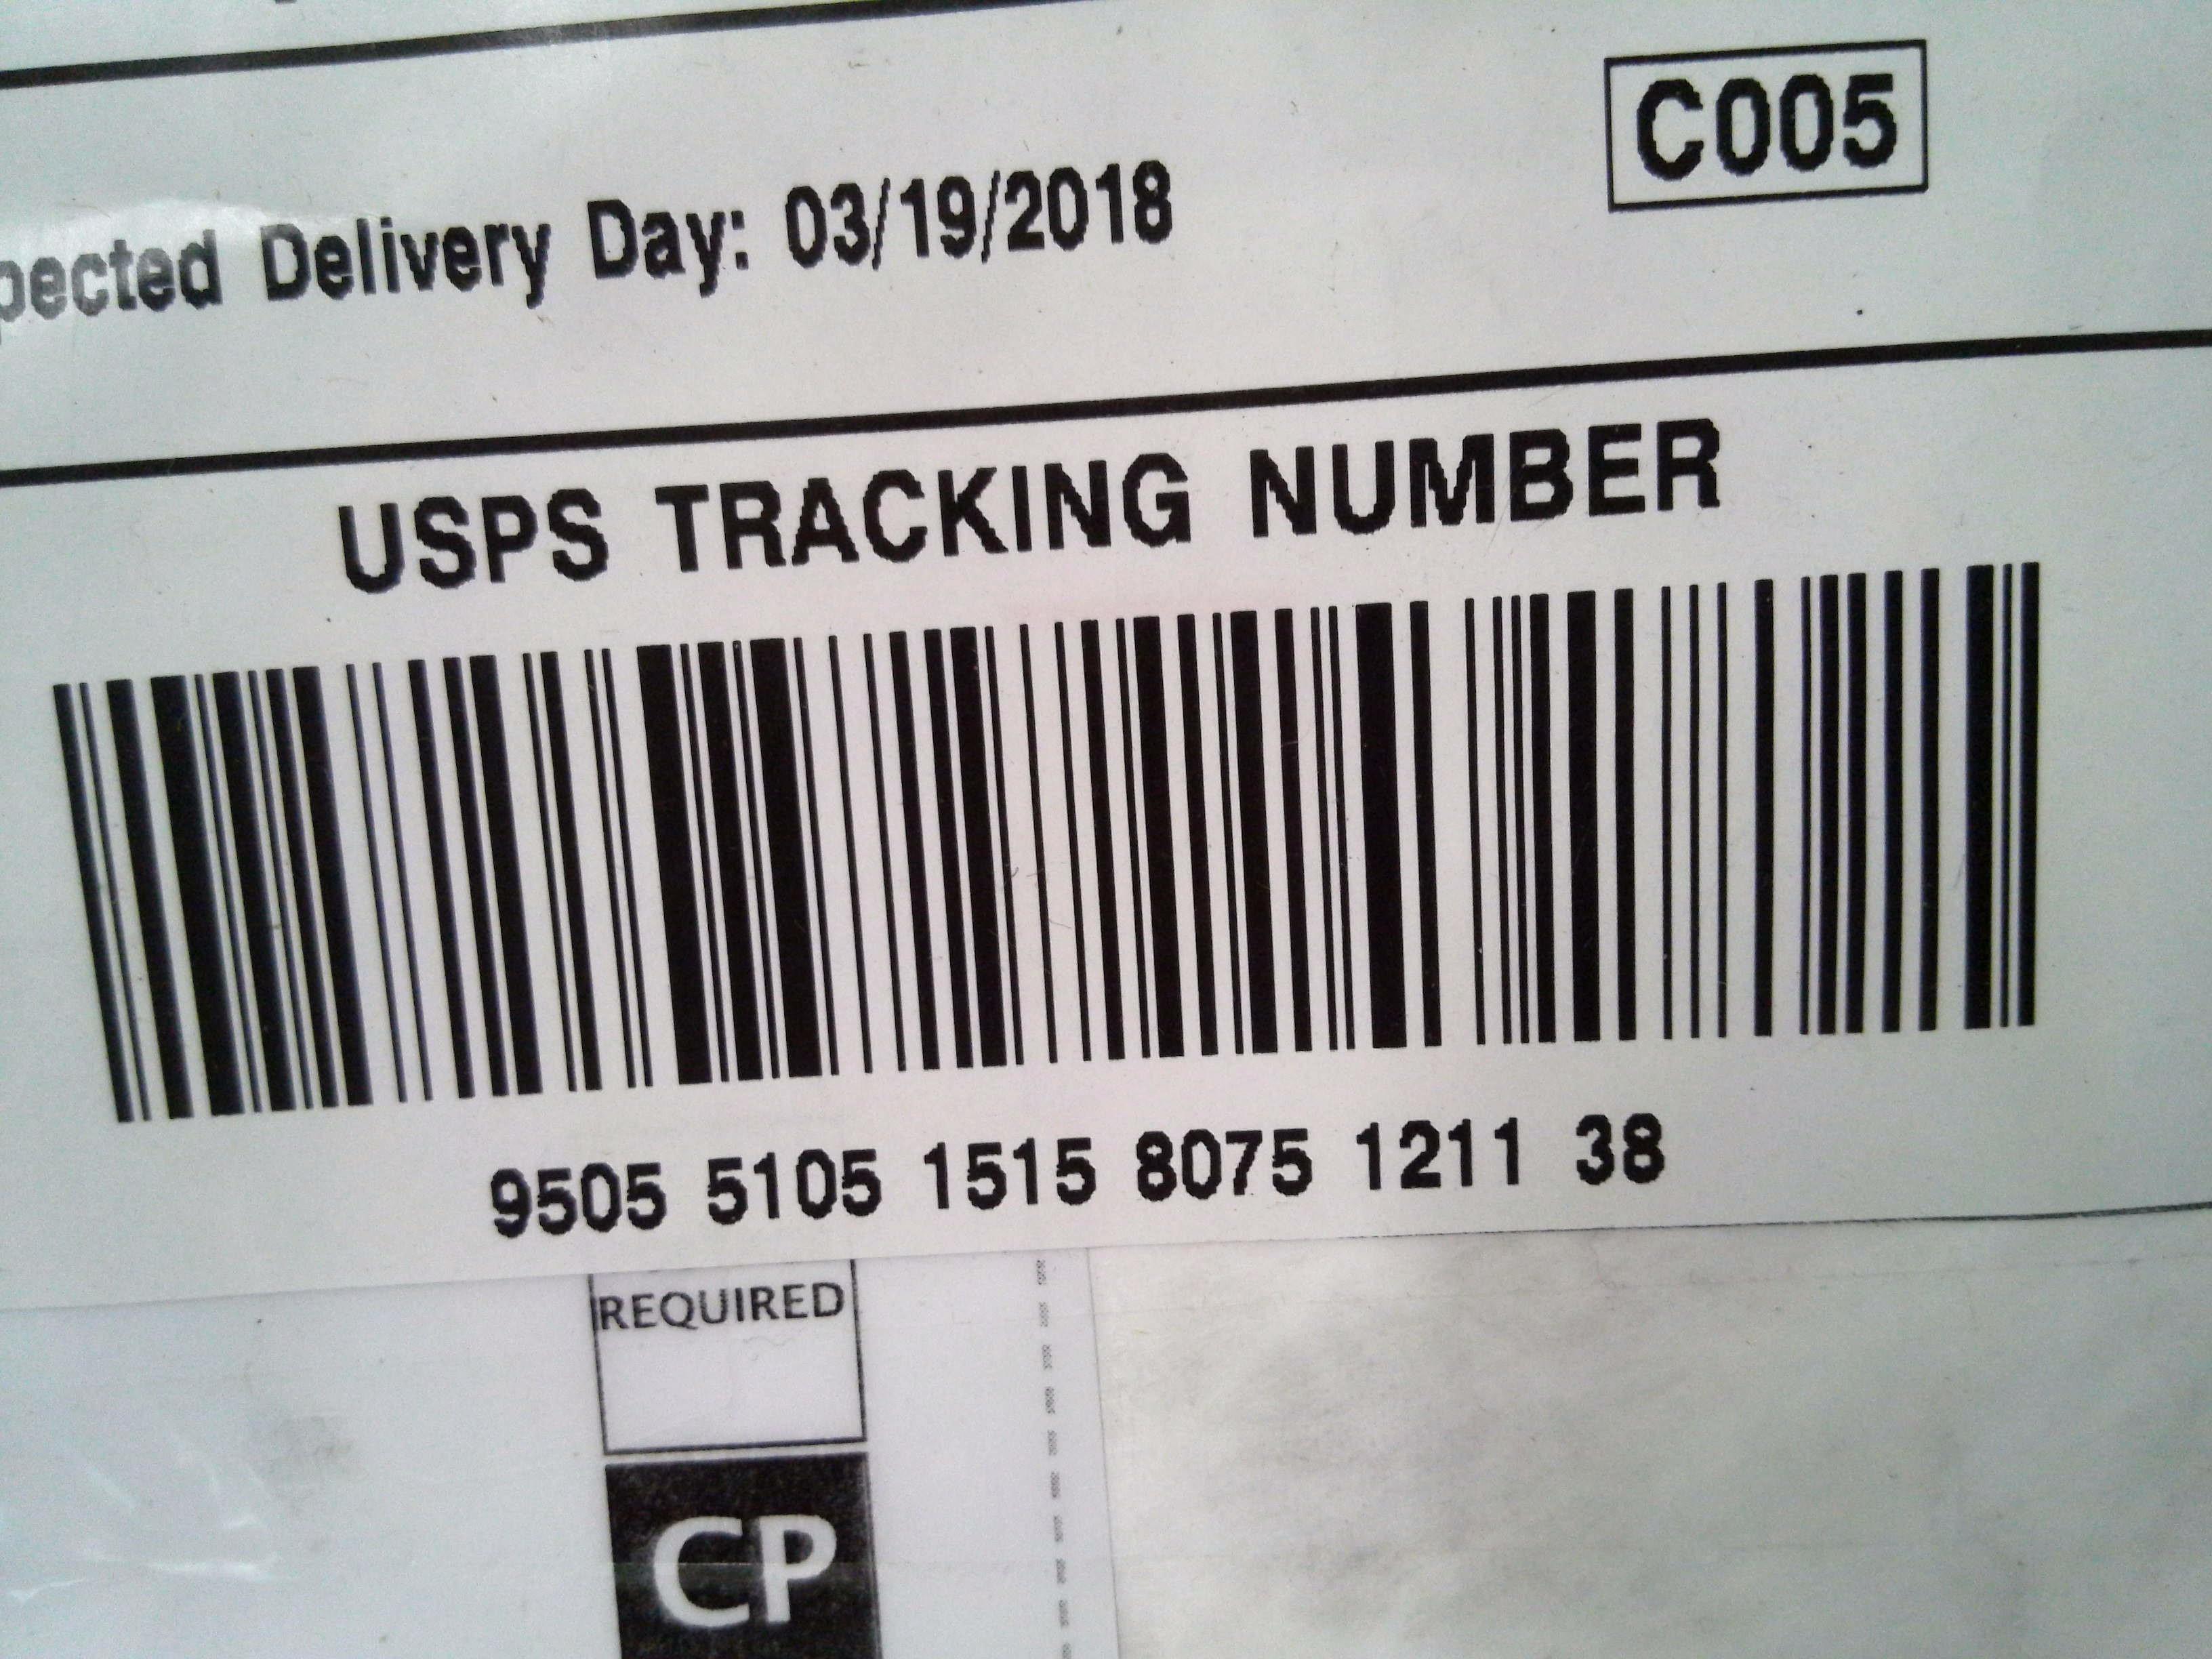 C005
pected Delivery Day: 03/19/2018
USPS TRACKING NUMBER
9505 5105 1515 8075 1211 38
REQUIRED
CP